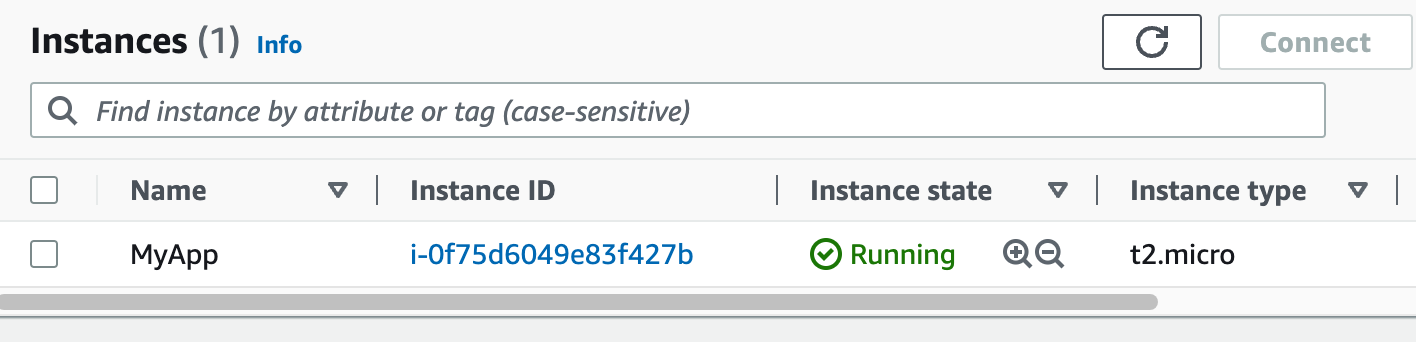 Instances (1) Info
Connect
Find instance by attribute or tag (case-sensitive)
Name Instance ID Instance state Instance type
MyApp i-0f75d6049e83f427b Running t2.micro